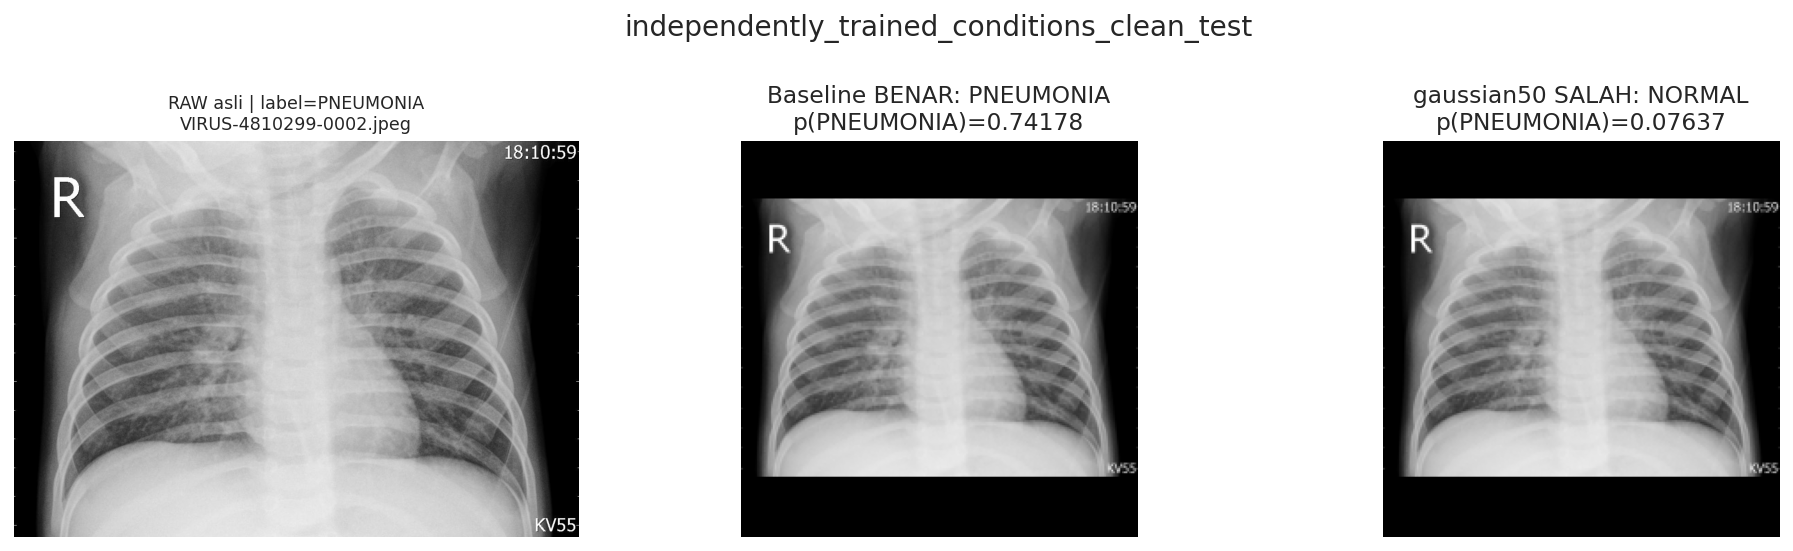 independently_trained_conditions_clean_test
RAW asli | label=PNEUMONIA
VIRUS-4810299-0002.jpeg
18:10:59
R
KV55
Baseline BENAR: PNEUMONIA
p(PNEUMONIA)=0.74178
18:10:59
R
KV55
gaussian50 SALAH: NORMAL
p(PNEUMONIA)=0.07637
18:10:59
R
KV55